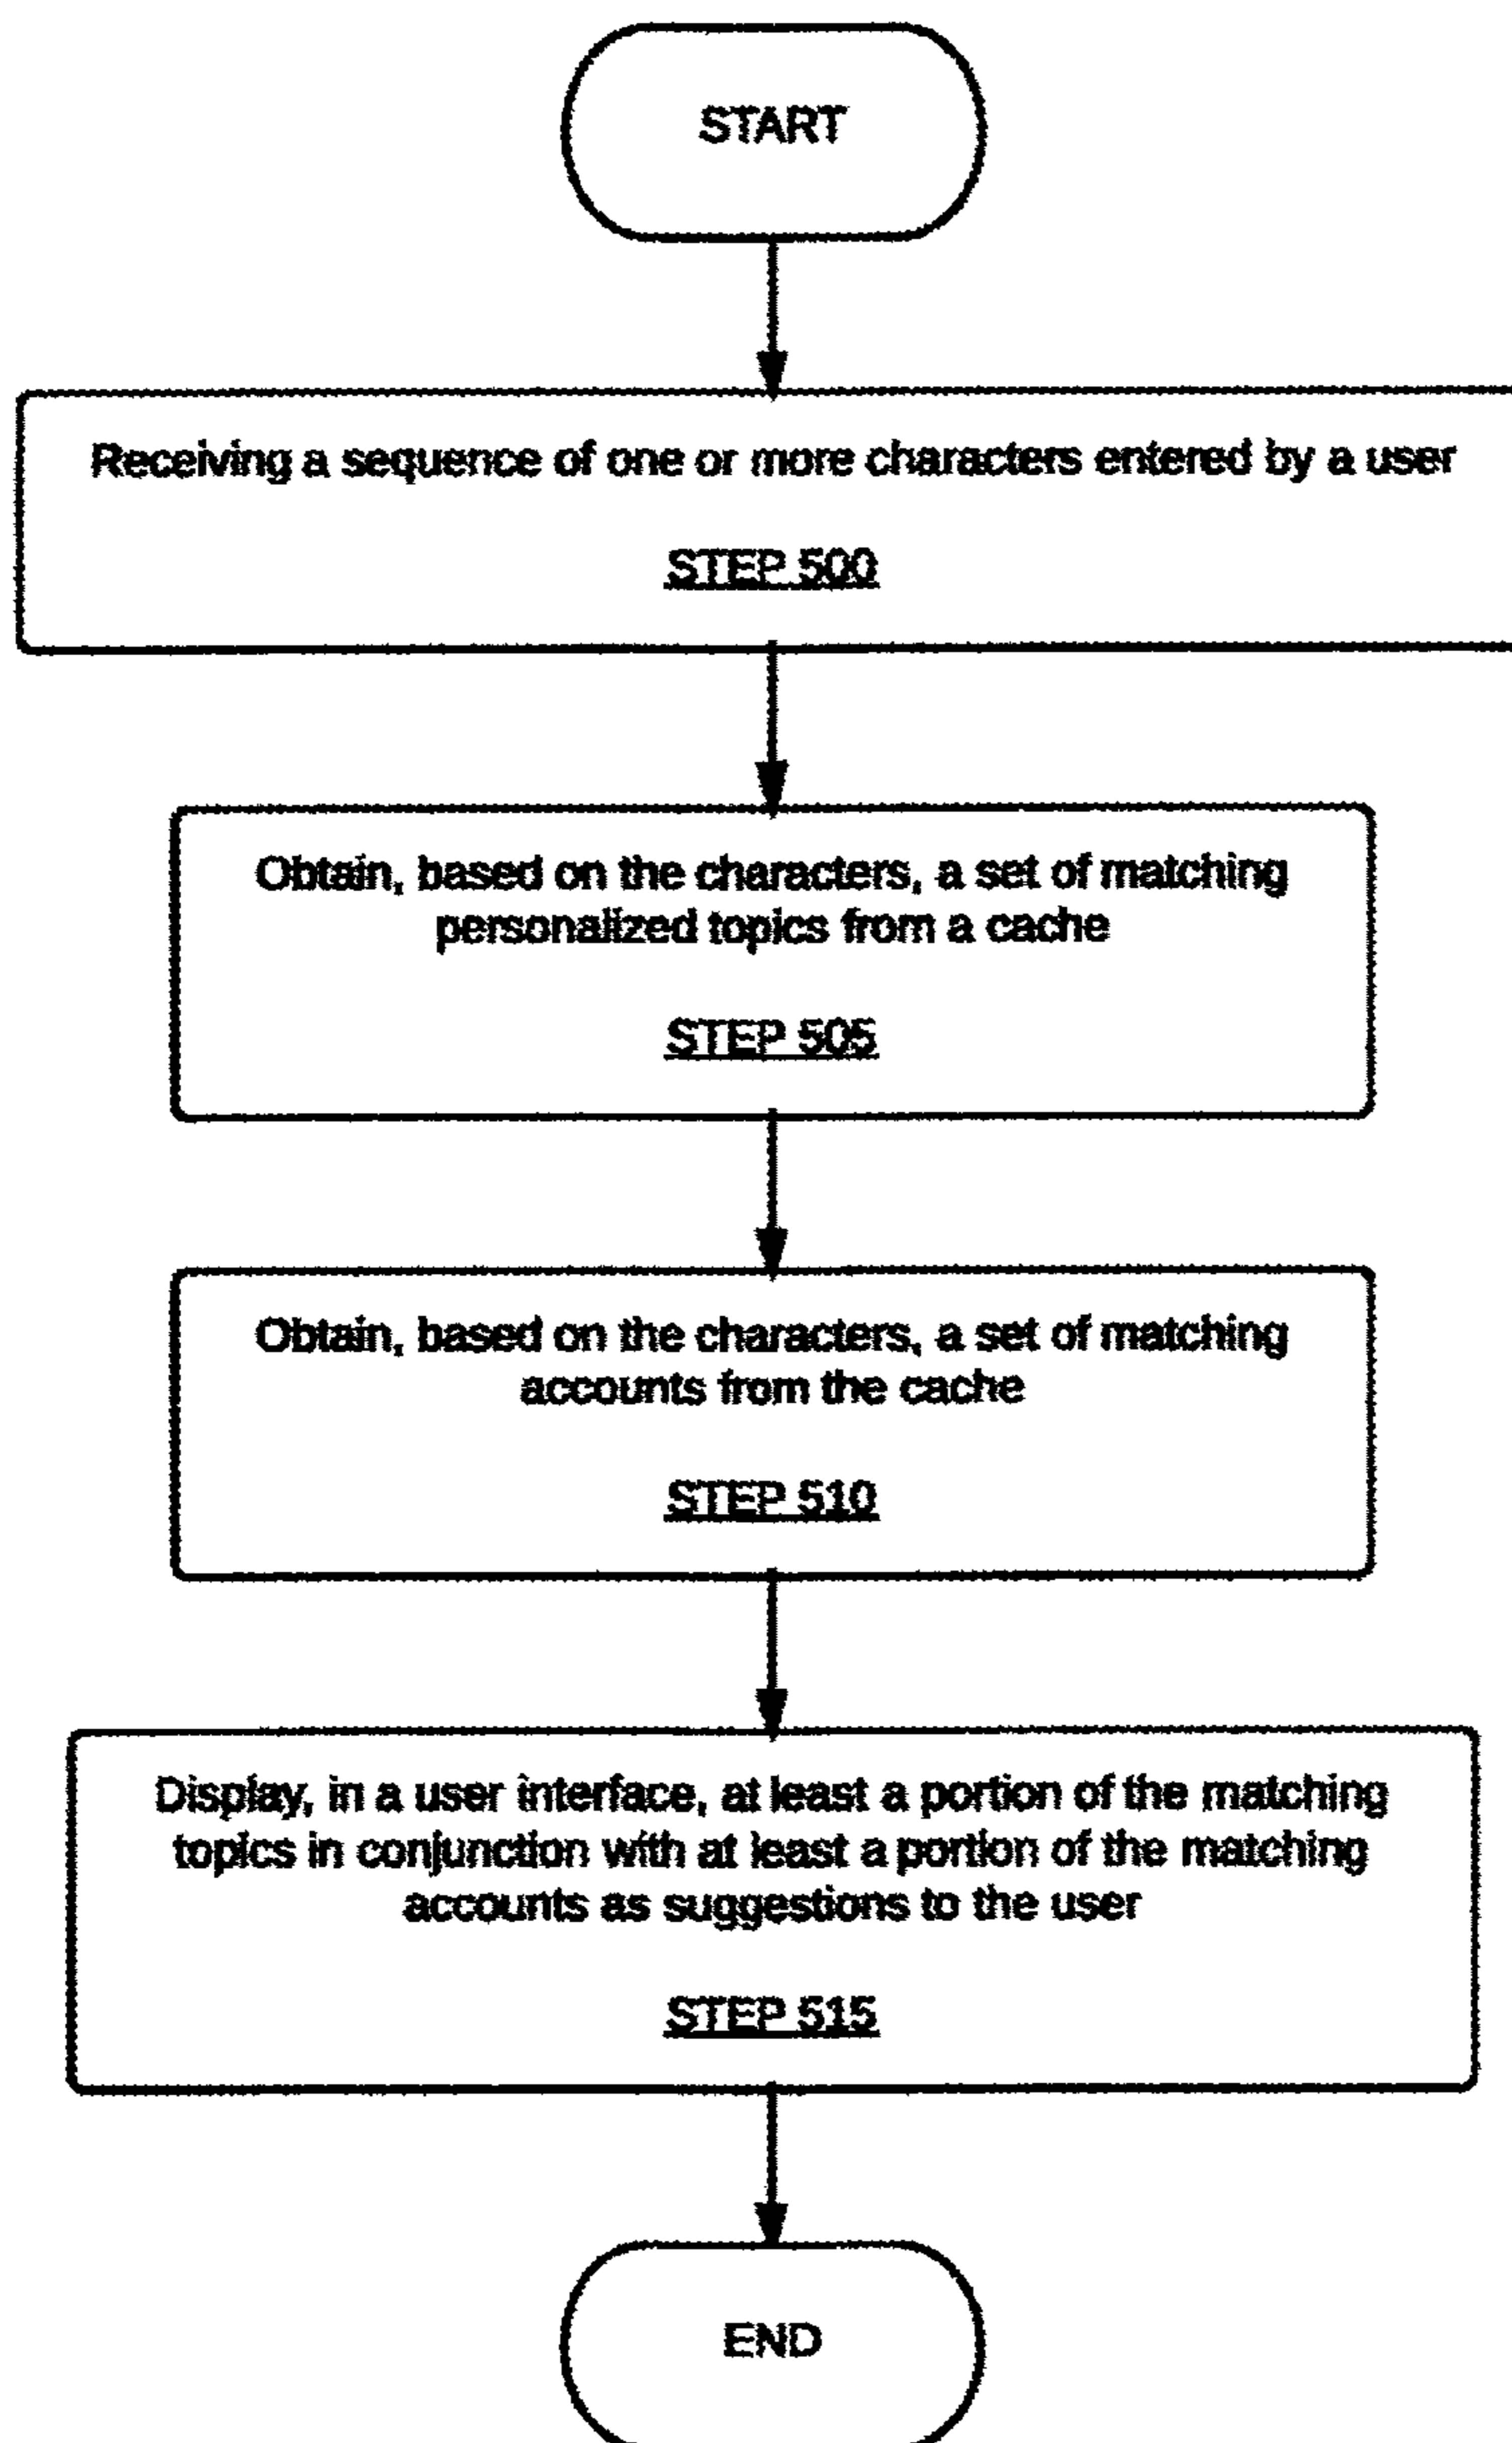 START
Receiving a sequence of one or more characters entered by a user
STEP 500
Obtain, based on the characters, a set of matching
personalized topics from a cache
STEP 505
Obtain, based on the characters, a set of matching
accounts from the cache
STEP 510
Display, in a user interface, at least a portion of the matching
topics in conjunction with at least a portion of the matching
accounts as suggestions to the user
STEP 515
END